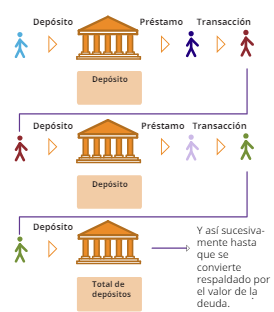 Depósito Préstamo Transacción
Depósito
Depósito Préstamo Transacción
Depósito
Depósito
Total de
depósitos
Y así sucesiva-
mente hasta
que se
convierte
respaldado por
el valor de la
deuda.